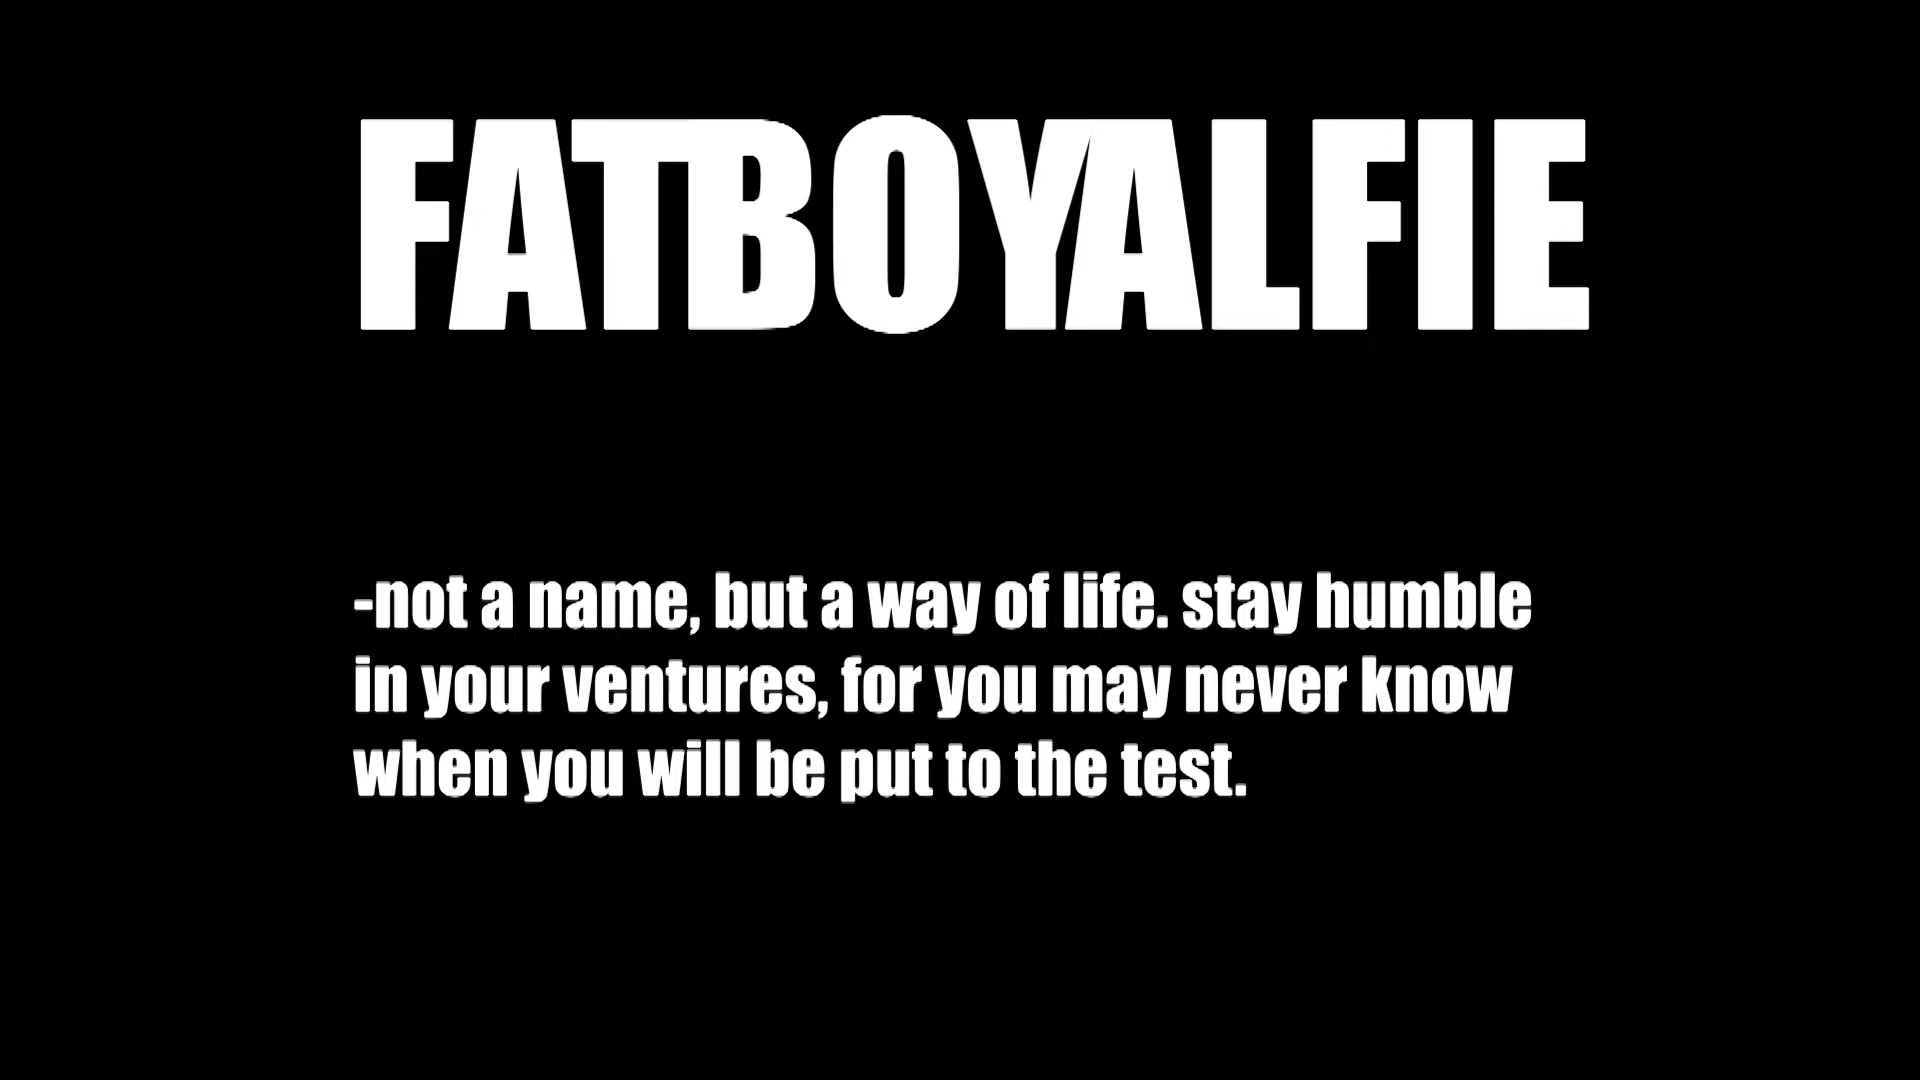 FATBOYALFIE
-not a name, but a way of life. stay humble
in your ventures, for you may never know
when you will be put to the test.